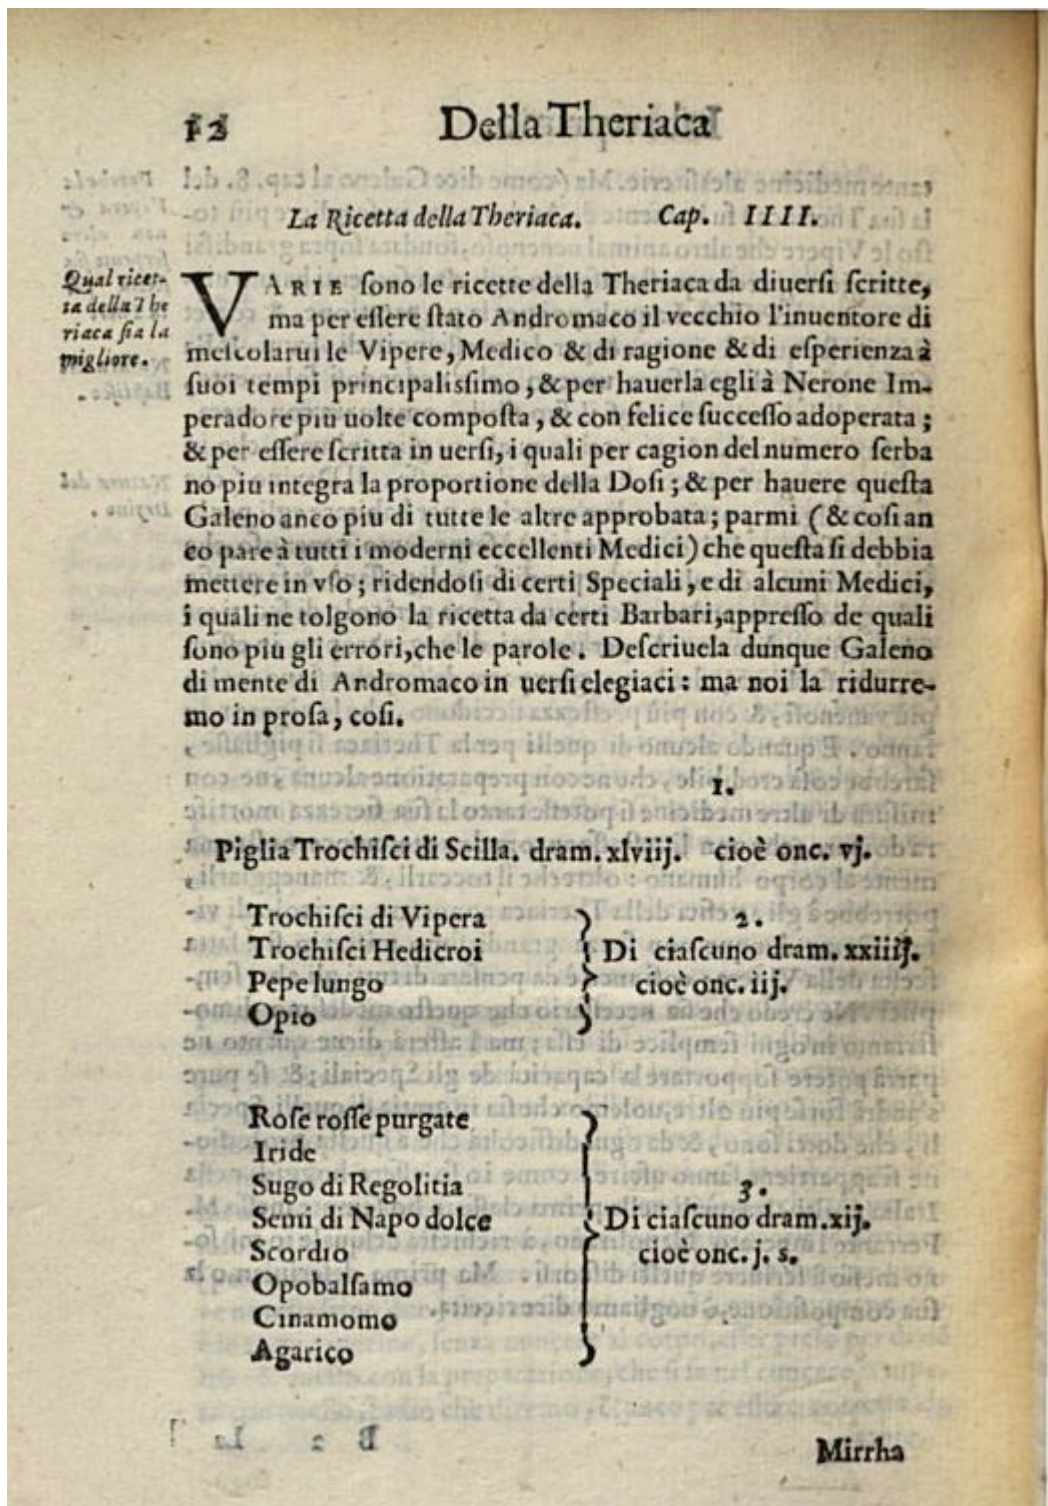 12 Della Theriaca
La Ricetta della Theriaca. Cap. IIII.
Qual ricet-
ta della The
riaca sia la
migliore.
VARIE sono le ricette della Theriaca da diuersi scritte,
ma per essere stato Andromaco il vecchio l'inuentore di
mescolarui le Vipere, Medico & di ragione & di esperienza à
suoi tempi principalissimo, & per hauerla egli à Nerone Im-
peradore piu uolte composta, & con felice successo adoperata;
& per essere scritta in uersi, i quali per cagion del numero serba
no piu integra la proportione della Dosi; & per hauere questa
Galeno anco piu di tutte le altre approbata; parmi (& cosi an
co pare à tutti i moderni eccellenti Medici) che questa si debbia
mettere in vso; ridendosi di certi Speciali, e di alcuni Medici,
i quali ne tolgono la ricetta da certi Barbari, appresso de quali
sono piu gli errori, che le parole. Descriuela dunque Galeno
di mente di Andromaco in uersi elegiaci: ma noi la ridurre-
mo in prosa, cosi.
1.
Piglia Trochisci di Scilla. dram. xlviij. cioè onc. vj.
Trochisci di Vipera
Trochisci Hedicroi
Pepe lungo
Opio
2.
Di ciascuno dram. xxiiij.
cioè onc. iij.
Rose rosse purgate
Iride
Sugo di Regolitia
Semi di Napo dolce
Scordio
Opobalsamo
Cinamomo
Agarico
3.
Di ciascuno dram. xij.
cioè onc. j. s.
Mirrha